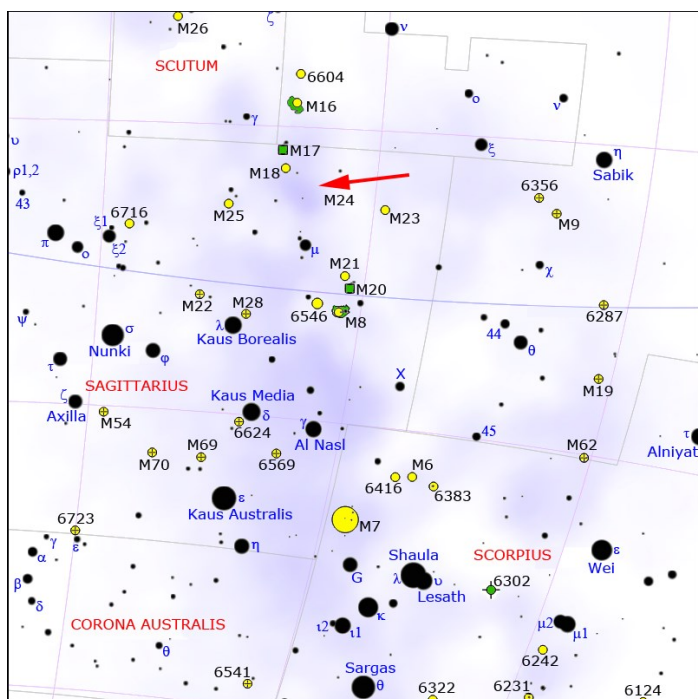 ζ
ν
M26
SCUTUM
6604
ο
ν
M16
γ
υ
M17
ξ
η
Sabik
ρ1,2
M18
43
M24
6356
6716
M25
M23
M9
ξ1
π
ο
ξ2
μ
χ
M21
M20
M22
M28
6546
M8
6287
ψ
σ
λ
Kaus Borealis
44
θ
Nunki
φ
τ
X
M19
SAGITTARIUS
Kaus Media
ζ
Axilla
δ
M54
6624
γ
Al Nasl
45
τ
Alniyat
M70
M69
6569
M62
6416
M6
6383
ε
Kaus Australis
M7
6723
γ
ε
α
η
Shaula
SCORPIUS
ε
Wei
G
λ
υ
Lesath
6302
β
δ
κ
CORONA AUSTRALIS
ι2
ι1
μ2
μ1
θ
6242
6541
Sargas
θ
6322
6231
6124